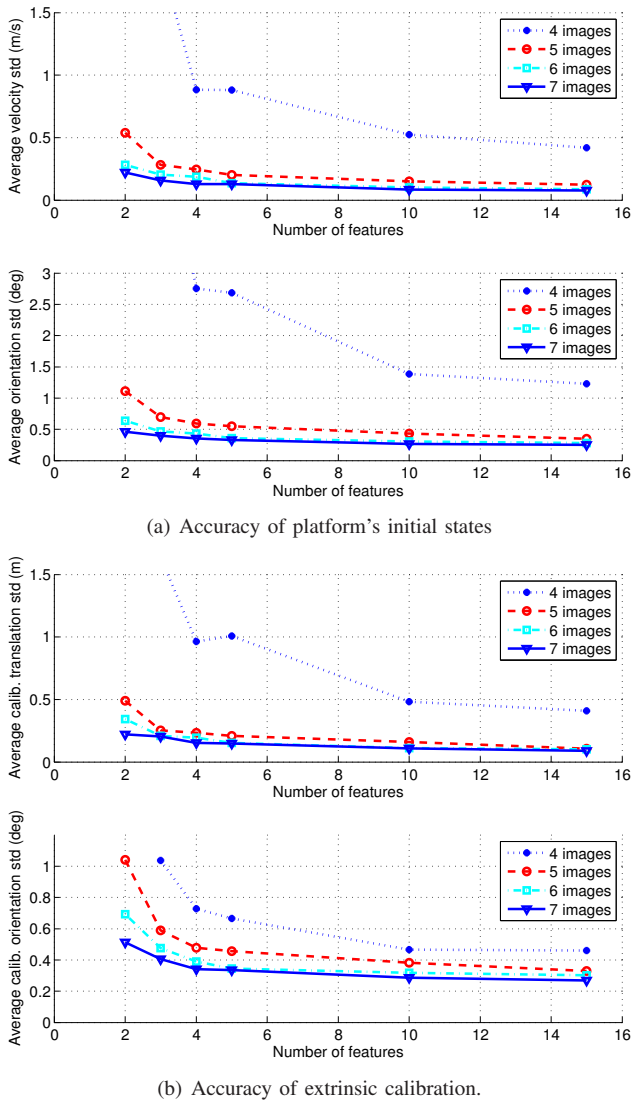 1.5
1
0.5
0
Average velocity std (m/s)
4 images
5 images
6 images
7 images
0 2 4 6 8 10 12 14 16
Number of features
3
2.5
2
1.5
1
0.5
0
Average orientation std (deg)
4 images
5 images
6 images
7 images
0 2 4 6 8 10 12 14 16
Number of features
(a) Accuracy of platform's initial states
1.5
1
0.5
0
Average calib. translation std (m)
4 images
5 images
6 images
7 images
0 2 4 6 8 10 12 14 16
Number of features
1
0.8
0.6
0.4
0.2
0
Average calib. orientation std (deg)
4 images
5 images
6 images
7 images
0 2 4 6 8 10 12 14 16
Number of features
(b) Accuracy of extrinsic calibration.